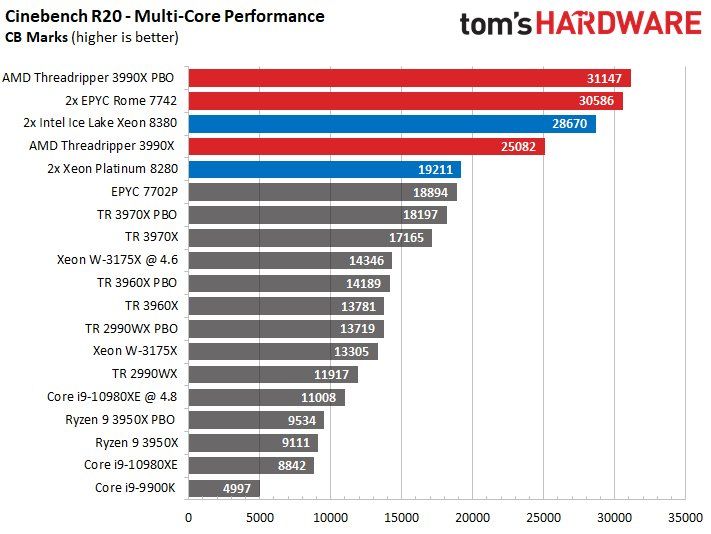 Cinebench R20 - Multi-Core Performance
CB Marks (higher is better)
tom's HARDWARE
AMD Threadripper 3990X PBO 31147
2x EPYC Rome 7742 30586
2x Intel Ice Lake Xeon 8380 28670
AMD Threadripper 3990X 25082
2x Xeon Platinum 8280 19211
EPYC 7702P 18894
TR 3970X PBO 18197
TR 3970X 17165
Xeon W-3175X @ 4.6 14346
TR 3960X PBO 14189
TR 3960X 13781
TR 2990WX PBO 13719
Xeon W-3175X 13305
TR 2990WX 11917
Core i9-10980XE @ 4.8 11008
Ryzen 9 3950X PBO 9534
Ryzen 9 3950X 9111
Core i9-10980XE 8842
Core i9-9900K 4997
0 5000 10000 15000 20000 25000 30000 35000